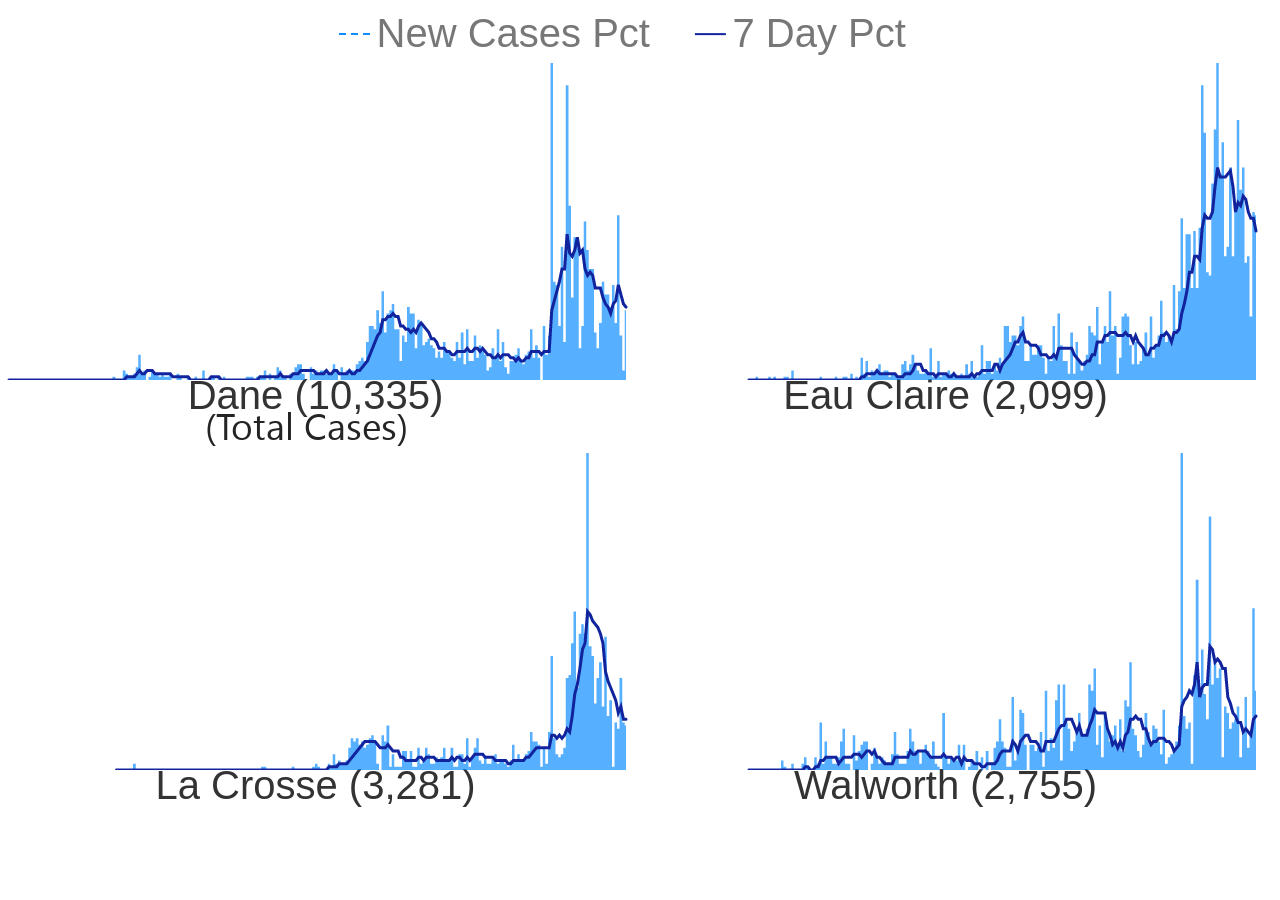 New Cases Pct 7 Day Pct
Dane (10,335) Eau Claire (2,099)
(Total Cases)
La Crosse (3,281) Walworth (2,755)